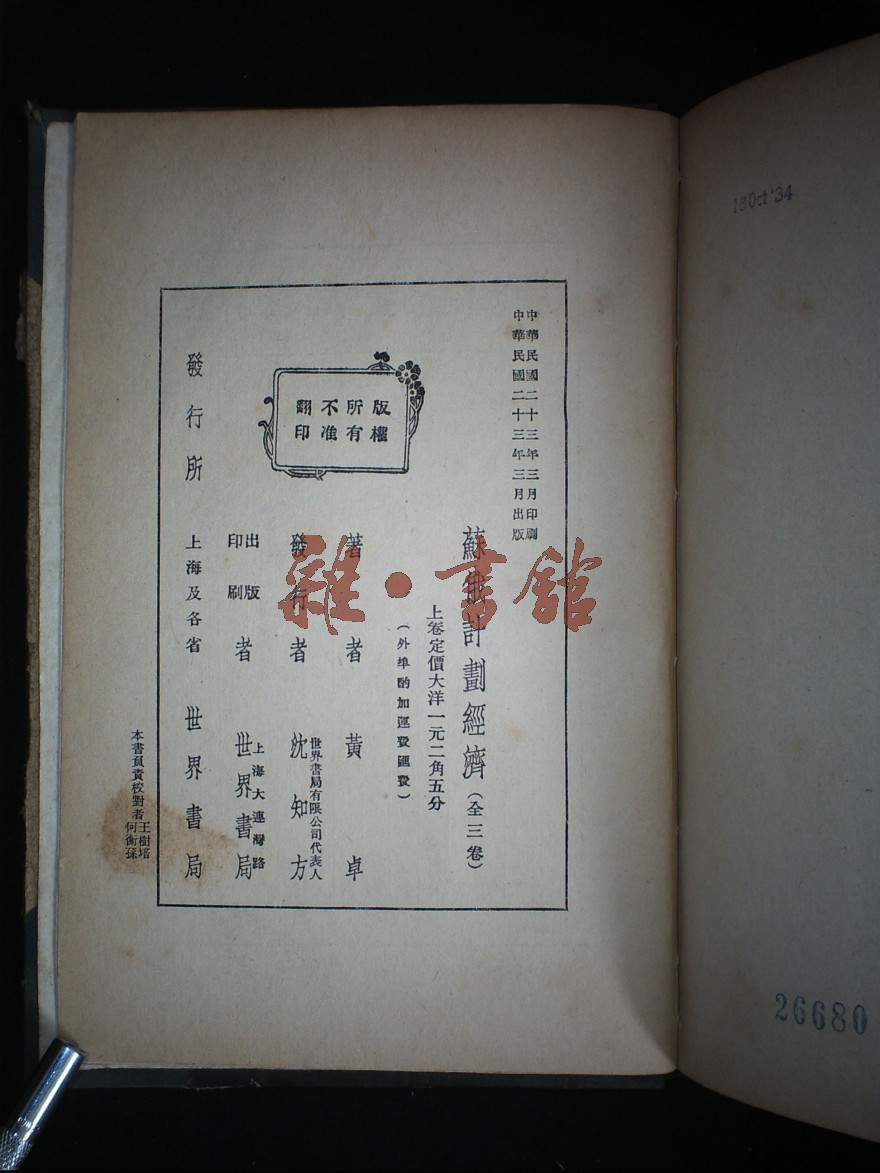 中華民國二十三年三月印刷
中華民國二十三年三月出版
蘇俄計劃經濟（全三卷）
上卷定價大洋一元二角五分
（外埠酌加運費匯費）
版權
所有
不准
翻印
著者 黃卓
發行者 世界書局有限公司代表人 沈知方
出版
印刷
者 上海大連灣路 世界書局
發行所 上海及各省 世界書局
本書負責校對者 王樹培 何衡孫
雜·書館
18 Oct '34
26680